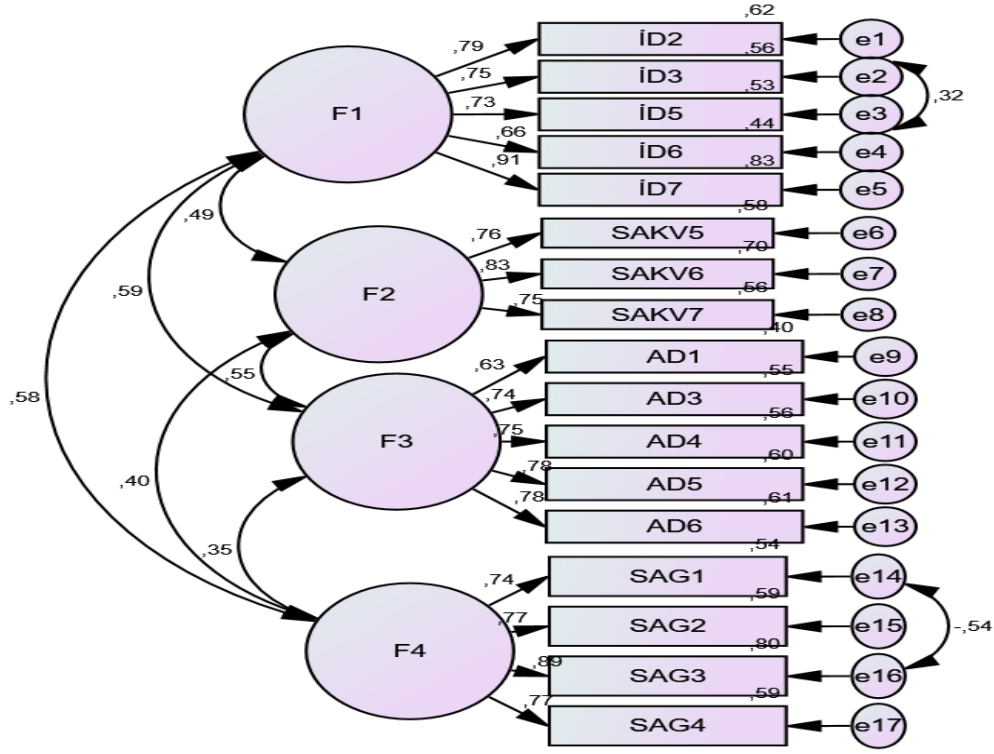 ,62
,79 İD2 e1
,56
,75 İD3 e2
,53
F1 ,73 İD5 e3 ,32
,44
,66 İD6 e4
,83
,91 İD7 e5
,58
,49
,76 SAKV5 e6
,70
,59 F2 ,83 SAKV6 e7
,56
,75 SAKV7 e8
,40
,63 AD1 e9
,55
,55
,58 ,74 AD3 e10
,56
F3 ,75 AD4 e11
,60
,40 ,78 AD5 e12
,61
,78 AD6 e13
,54
,35
,74 SAG1 e14
,59
,77 SAG2 e15 -,54
,80
F4 ,89 SAG3 e16
,59
,77 SAG4 e17